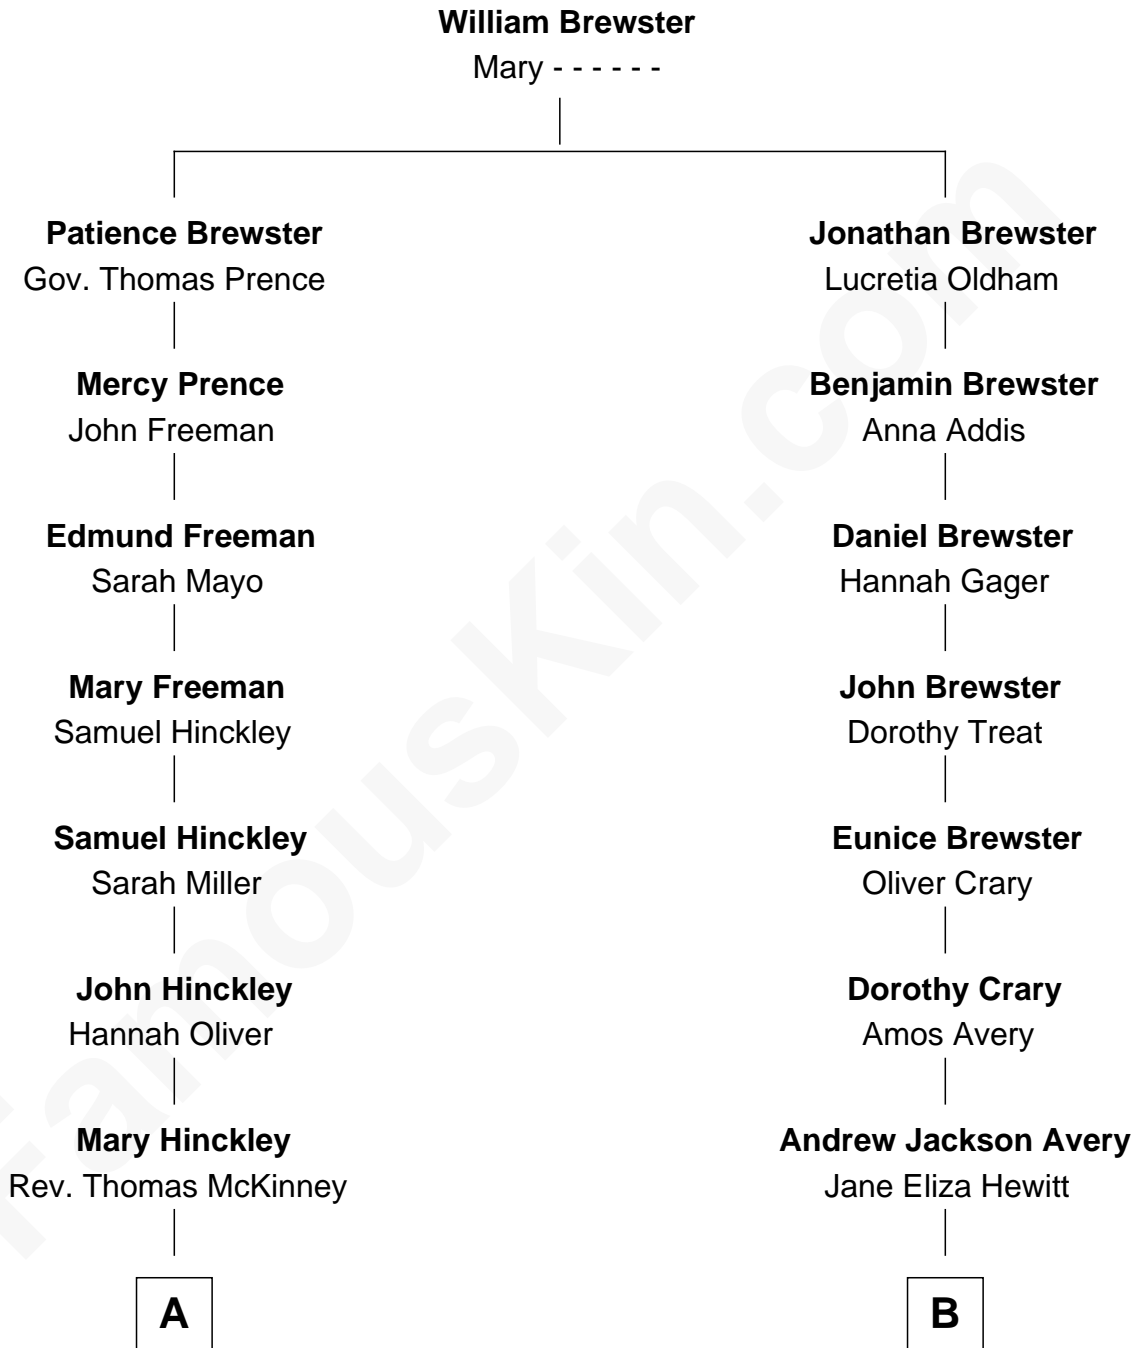 William Brewster
Mary - - - - - -
Patience Brewster
Gov. Thomas Prence
Jonathan Brewster
Lucretia Oldham
Mercy Prence
John Freeman
Benjamin Brewster
Anna Addis
Edmund Freeman
Sarah Mayo
Daniel Brewster
Hannah Gager
Mary Freeman
Samuel Hinckley
John Brewster
Dorothy Treat
Samuel Hinckley
Sarah Miller
Eunice Brewster
Oliver Crary
John Hinckley
Hannah Oliver
Dorothy Crary
Amos Avery
Mary Hinckley
Rev. Thomas McKinney
Andrew Jackson Avery
Jane Eliza Hewitt
A
B
FamousKin.com